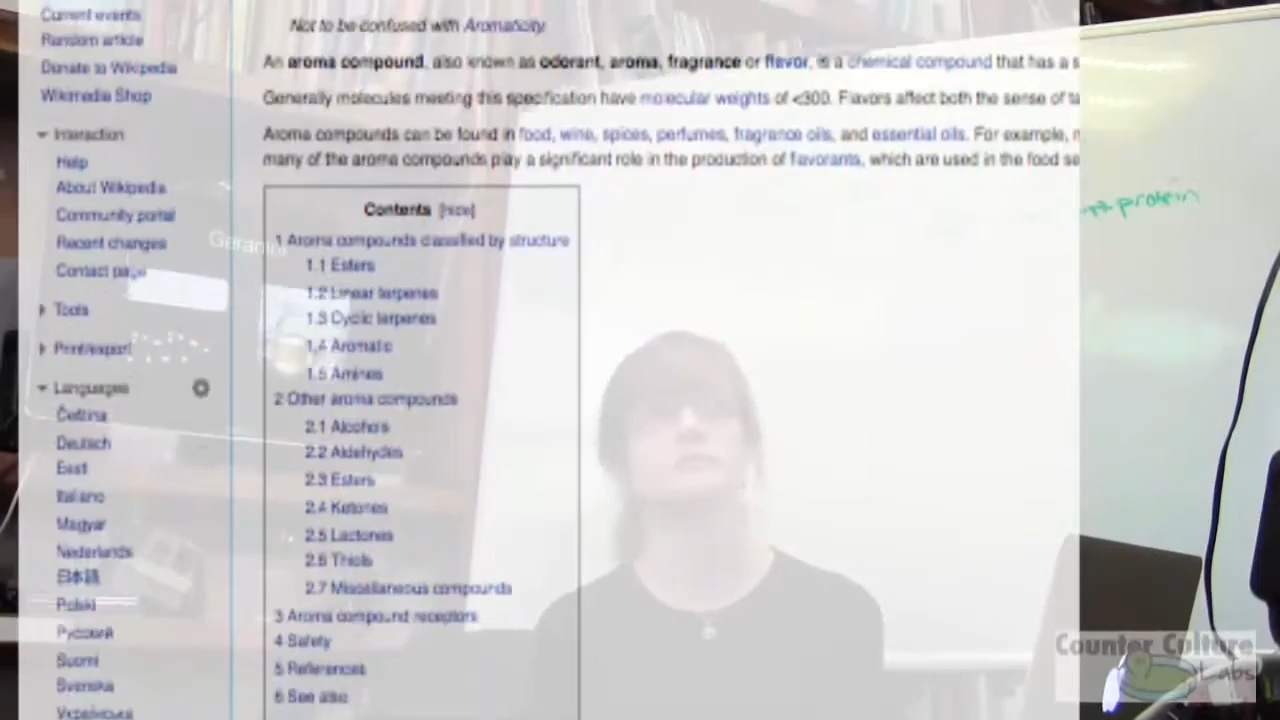 Current events
Random article
Donate to Wikipedia
Wikimedia Shop
Interaction
Help
About Wikipedia
Community portal
Recent changes
Contact page
Tools
Print/export
Languages
Čeština
Deutsch
Eesti
Italiano
Magyar
Nederlands
日本語
Polski
Русский
Suomi
Svenska
Українська
Not to be confused with Aromaticity.
An aroma compound, also known as odorant, aroma, fragrance or flavor, is a chemical compound that has a s
Generally molecules meeting this specification have molecular weights of <300. Flavors affect both the sense of ta
Aroma compounds can be found in food, wine, spices, perfumes, fragrance oils, and essential oils. For example,
many of the aroma compounds play a significant role in the production of flavorants, which are used in the food se
Contents [hide]
1 Aroma compounds classified by structure
1.1 Esters
1.2 Linear terpenes
1.3 Cyclic terpenes
1.4 Aromatic
1.5 Amines
2 Other aroma compounds
2.1 Alcohols
2.2 Aldehydes
2.3 Esters
2.4 Ketones
2.5 Lactones
2.6 Thiols
2.7 Miscellaneous compounds
3 Aroma compound receptors
4 Safety
5 References
6 See also
protein
Counter Culture
Labs